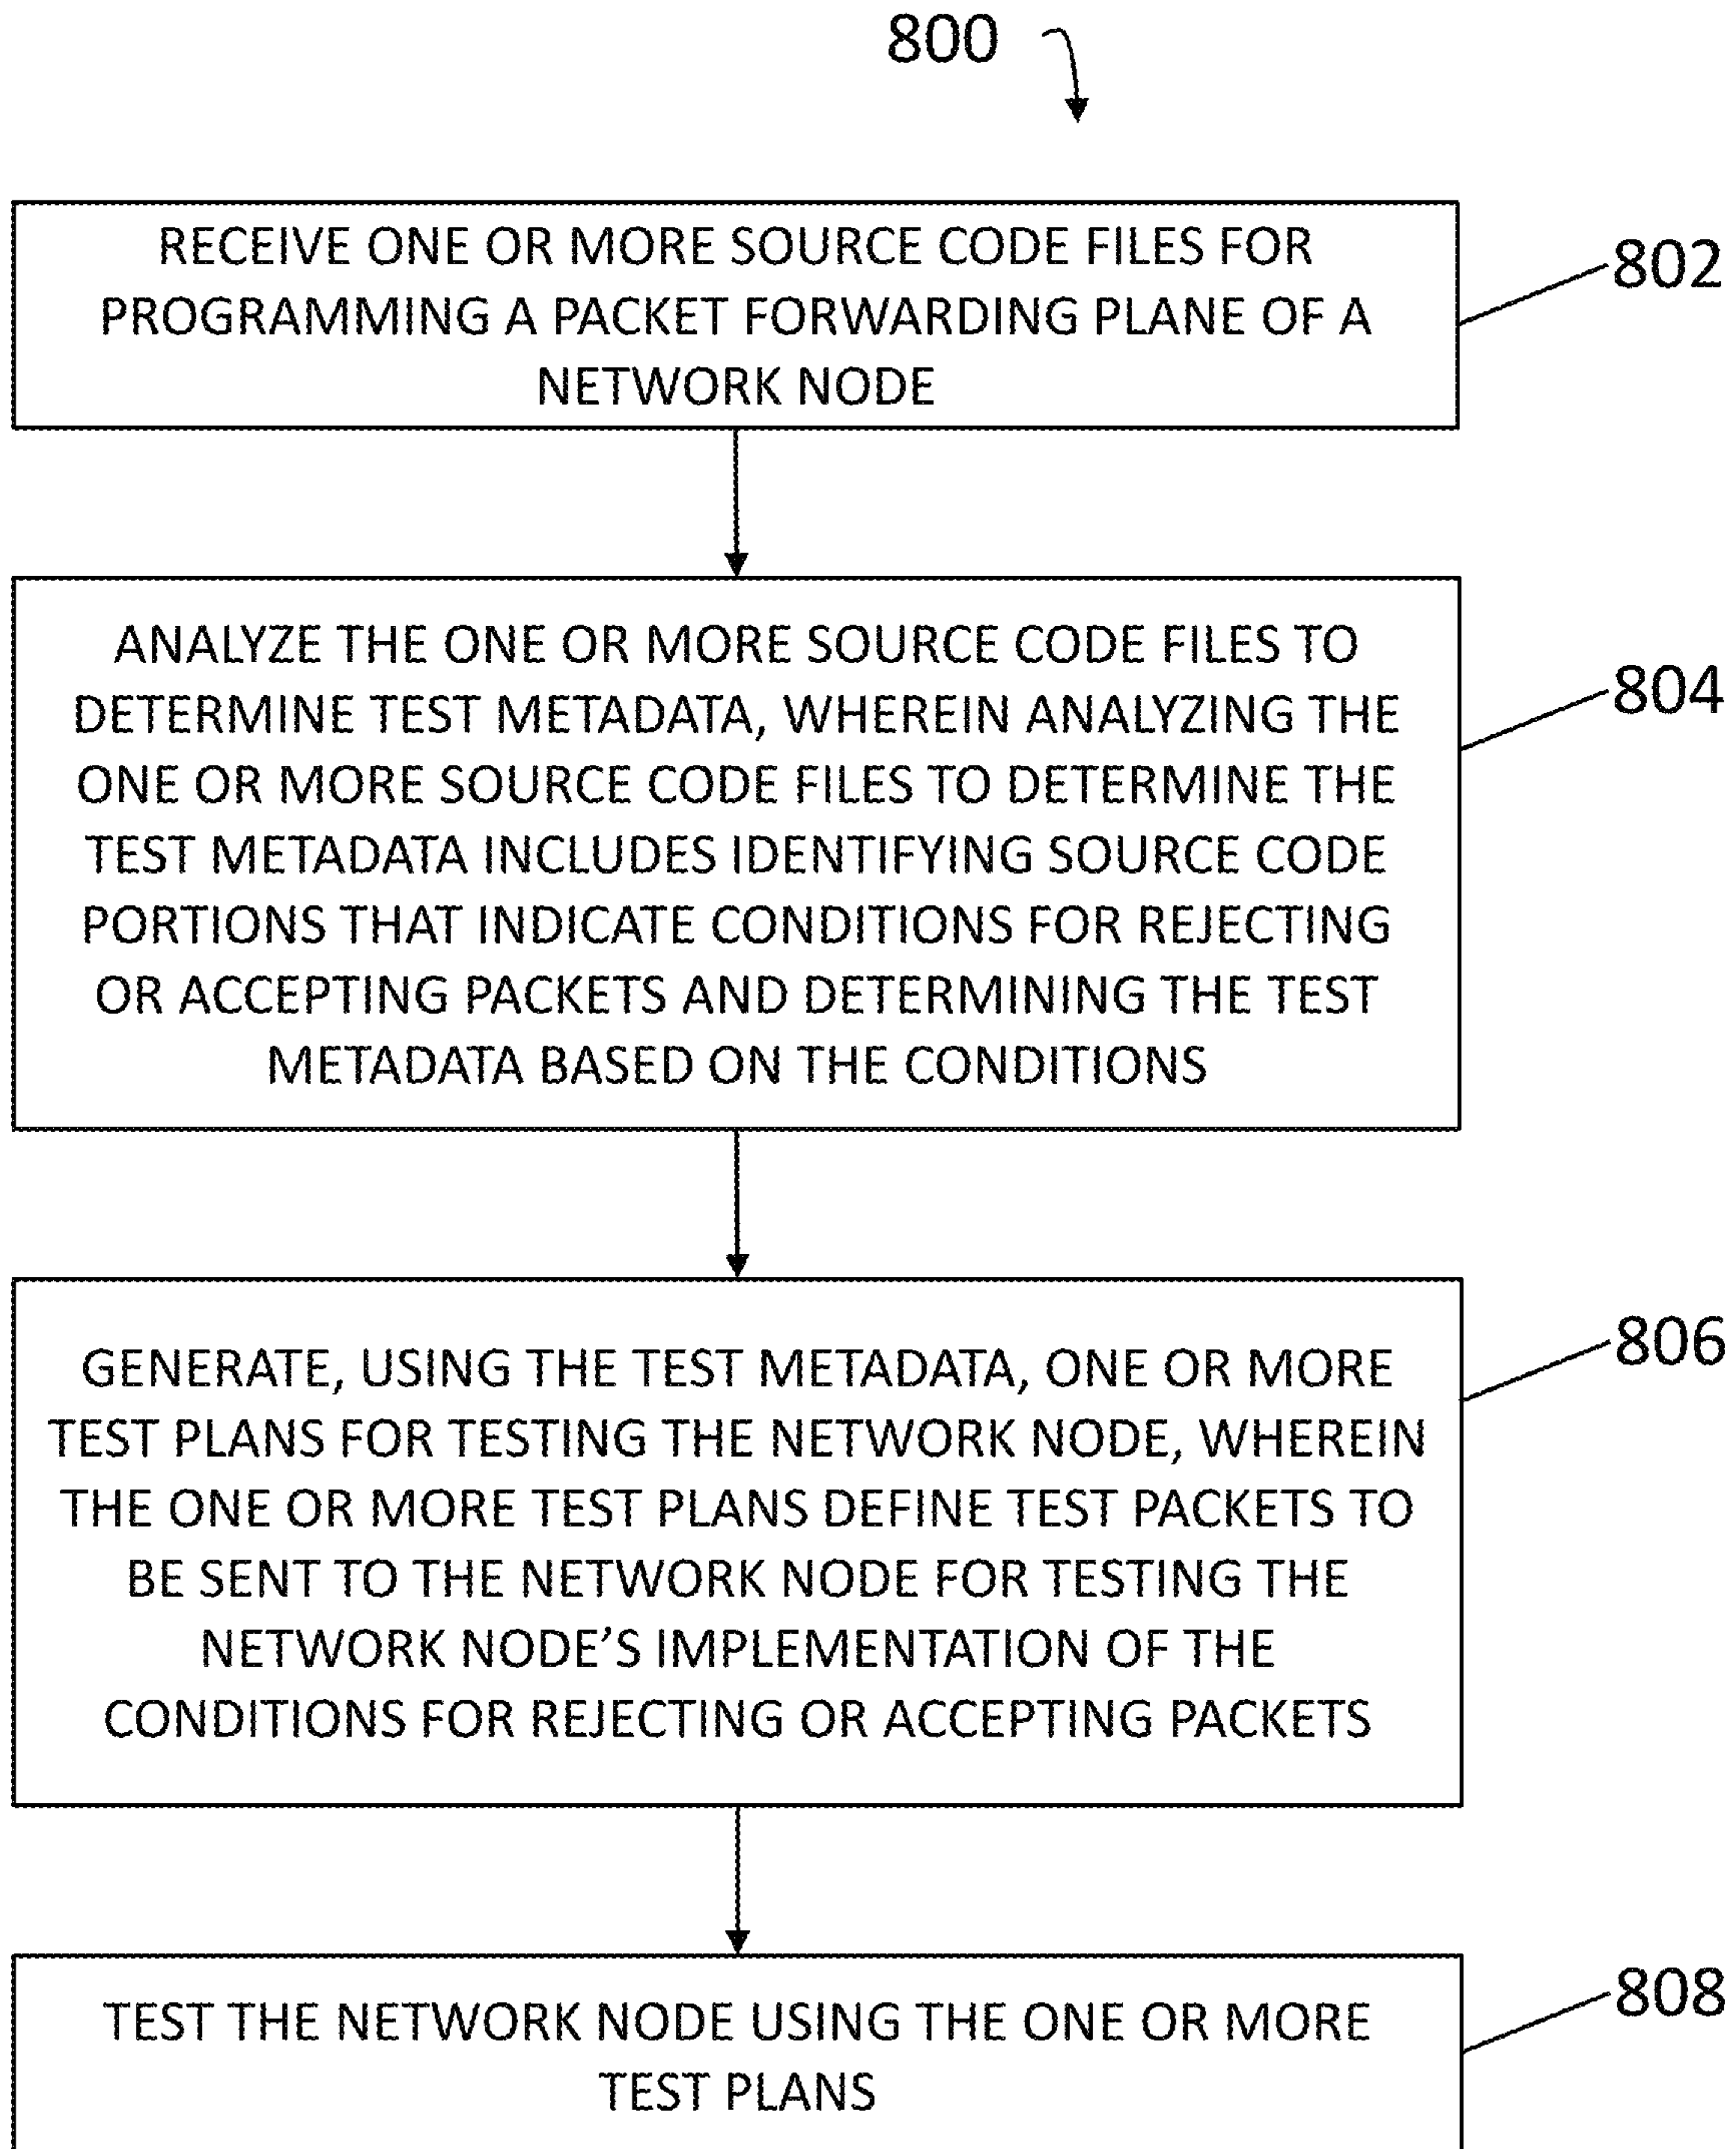 800
RECEIVE ONE OR MORE SOURCE CODE FILES FOR
PROGRAMMING A PACKET FORWARDING PLANE OF A
NETWORK NODE
802
ANALYZE THE ONE OR MORE SOURCE CODE FILES TO
DETERMINE TEST METADATA, WHEREIN ANALYZING THE
ONE OR MORE SOURCE CODE FILES TO DETERMINE THE
TEST METADATA INCLUDES IDENTIFYING SOURCE CODE
PORTIONS THAT INDICATE CONDITIONS FOR REJECTING
OR ACCEPTING PACKETS AND DETERMINING THE TEST
METADATA BASED ON THE CONDITIONS
804
GENERATE, USING THE TEST METADATA, ONE OR MORE
TEST PLANS FOR TESTING THE NETWORK NODE, WHEREIN
THE ONE OR MORE TEST PLANS DEFINE TEST PACKETS TO
BE SENT TO THE NETWORK NODE FOR TESTING THE
NETWORK NODE’S IMPLEMENTATION OF THE
CONDITIONS FOR REJECTING OR ACCEPTING PACKETS
806
TEST THE NETWORK NODE USING THE ONE OR MORE
TEST PLANS
808